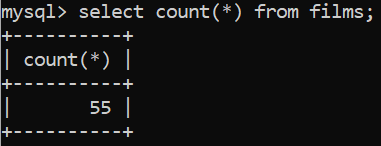 mysql> select count(*) from films;
+----------+
| count(*) |
+----------+
|       55 |
+----------+